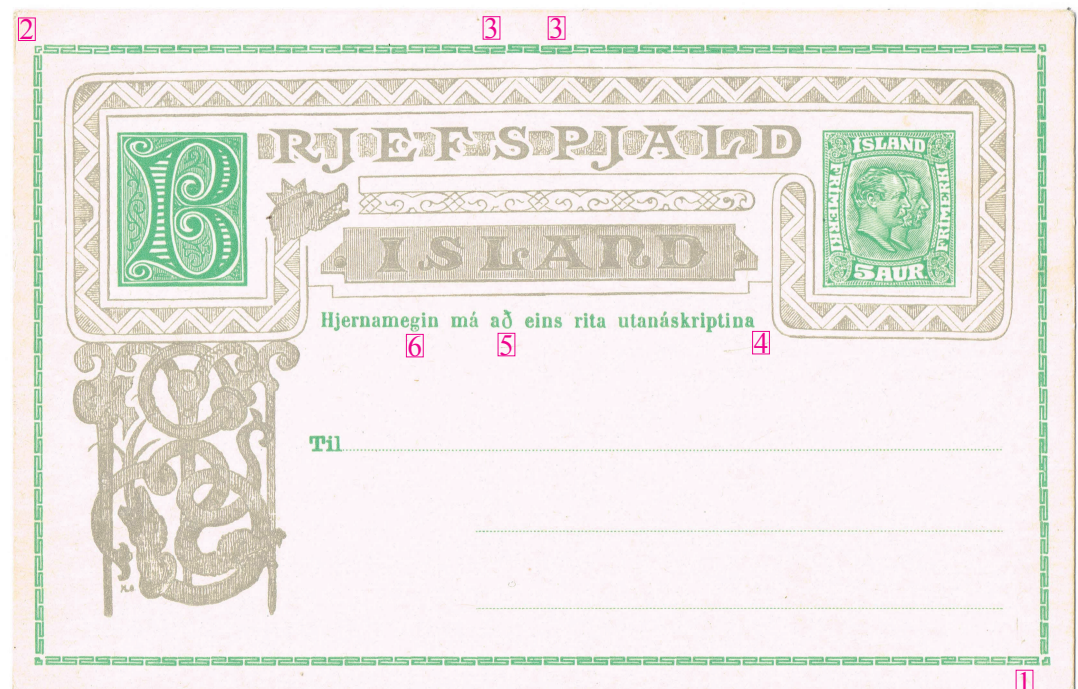 2 3 3
BRJEFSPJALD
ÍSLAND
FRIMERKI
FRIMERKI
5 AUR
ISLAND
Hjernamegin má að eins rita utanáskriptina
6 5 4
Til
1